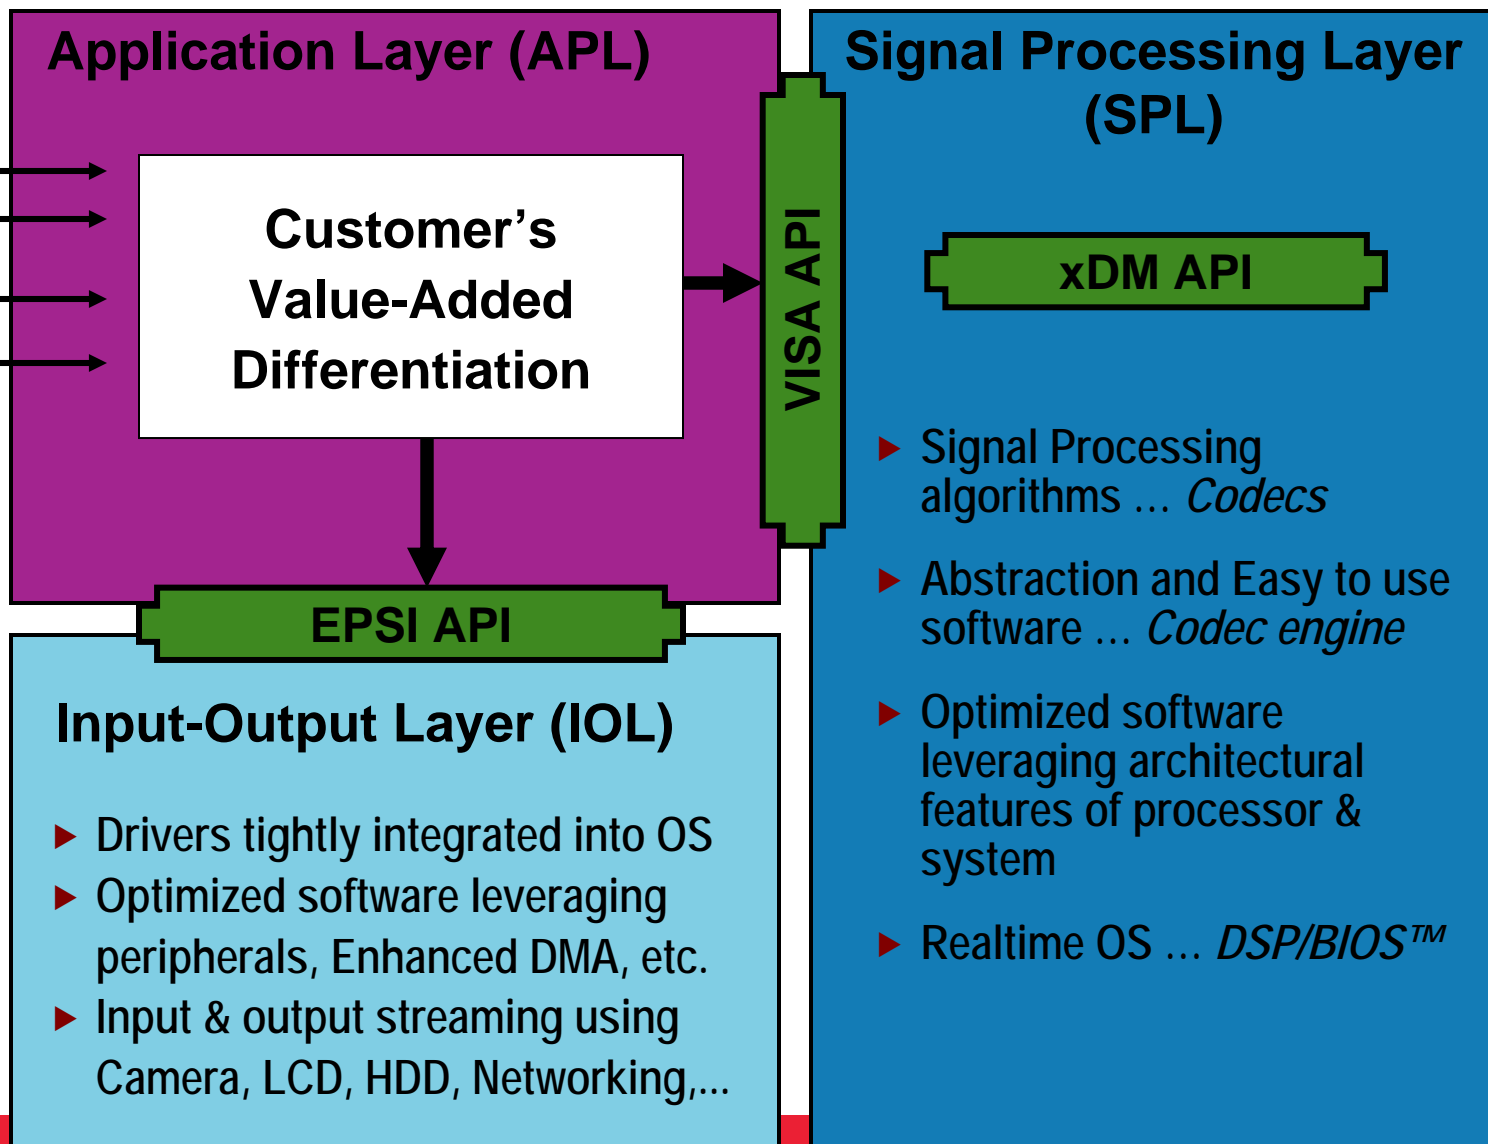 Application Layer (APL)
Customer’s
Value-Added
Differentiation
EPSI API
VISA API
Input-Output Layer (IOL)
► Drivers tightly integrated into OS
► Optimized software leveraging
peripherals, Enhanced DMA, etc.
► Input & output streaming using
Camera, LCD, HDD, Networking,...
Signal Processing Layer
(SPL)
xDM API
► Signal Processing
algorithms ... Codecs
► Abstraction and Easy to use
software ... Codec engine
► Optimized software
leveraging architectural
features of processor &
system
► Realtime OS ... DSP/BIOS™